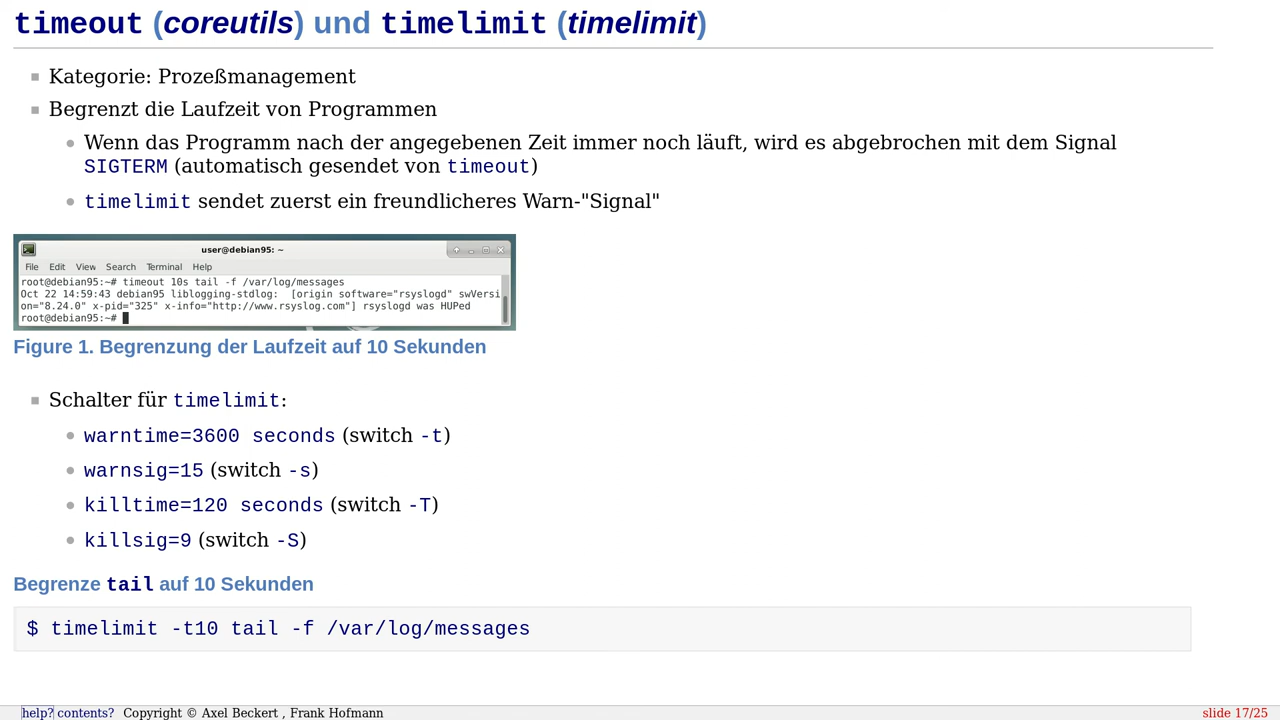 timeout (coreutils) und timelimit (timelimit)
Kategorie: Prozeßmanagement
Begrenzt die Laufzeit von Programmen
Wenn das Programm nach der angegebenen Zeit immer noch läuft, wird es abgebrochen mit dem Signal
SIGTERM (automatisch gesendet von timeout)
timelimit sendet zuerst ein freundlicheres Warn-"Signal"
user@debian95: ~
File Edit View Search Terminal Help
root@debian95:~# timeout 10s tail -f /var/log/messages
Oct 22 14:59:43 debian95 liblogging-stdlog:  [origin software="rsyslogd" swVersi
on="8.24.0" x-pid="325" x-info="http://www.rsyslog.com"] rsyslogd was HUPed
root@debian95:~#
Figure 1. Begrenzung der Laufzeit auf 10 Sekunden
Schalter für timelimit:
warntime=3600 seconds (switch -t)
warnsig=15 (switch -s)
killtime=120 seconds (switch -T)
killsig=9 (switch -S)
Begrenze tail auf 10 Sekunden
$ timelimit -t10 tail -f /var/log/messages
help? contents? Copyright © Axel Beckert , Frank Hofmann slide 17/25